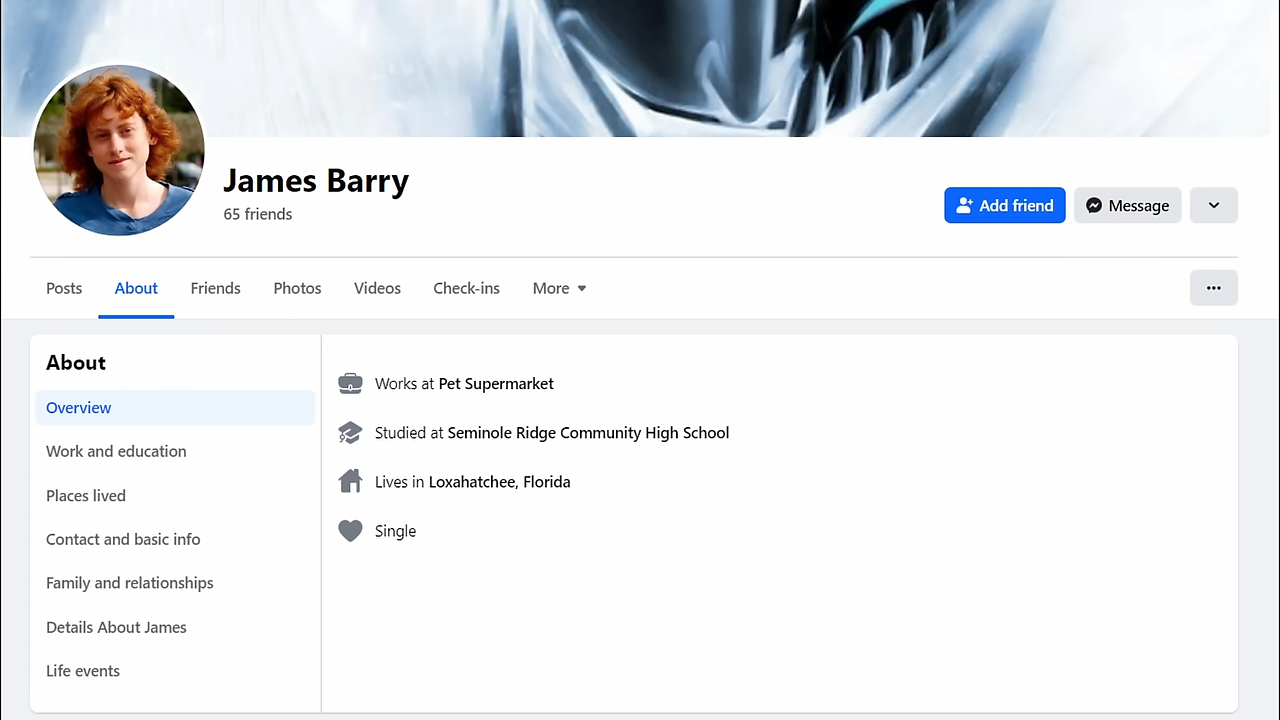 James Barry
65 friends
Add friend
Message
Posts
About
Friends
Photos
Videos
Check-ins
More
About
Overview
Work and education
Places lived
Contact and basic info
Family and relationships
Details About James
Life events
Works at Pet Supermarket
Studied at Seminole Ridge Community High School
Lives in Loxahatchee, Florida
Single